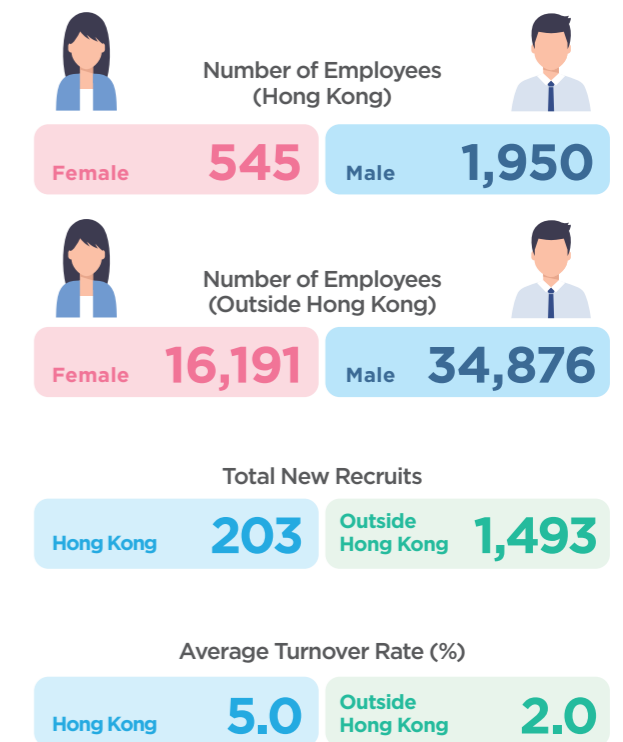 Number of Employees
(Hong Kong)
Female 545 Male 1,950
Number of Employees
(Outside Hong Kong)
Female 16,191 Male 34,876
Total New Recruits
Hong Kong 203 Outside
Hong Kong 1,493
Average Turnover Rate (%)
Hong Kong 5.0 Outside
Hong Kong 2.0